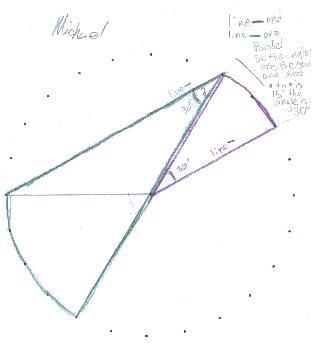 Michael
line — and
line — are
Parallel
So the angles
are the same
and since
• to • is
15° the
angle is
30°
line —
30° ?
30°
line —